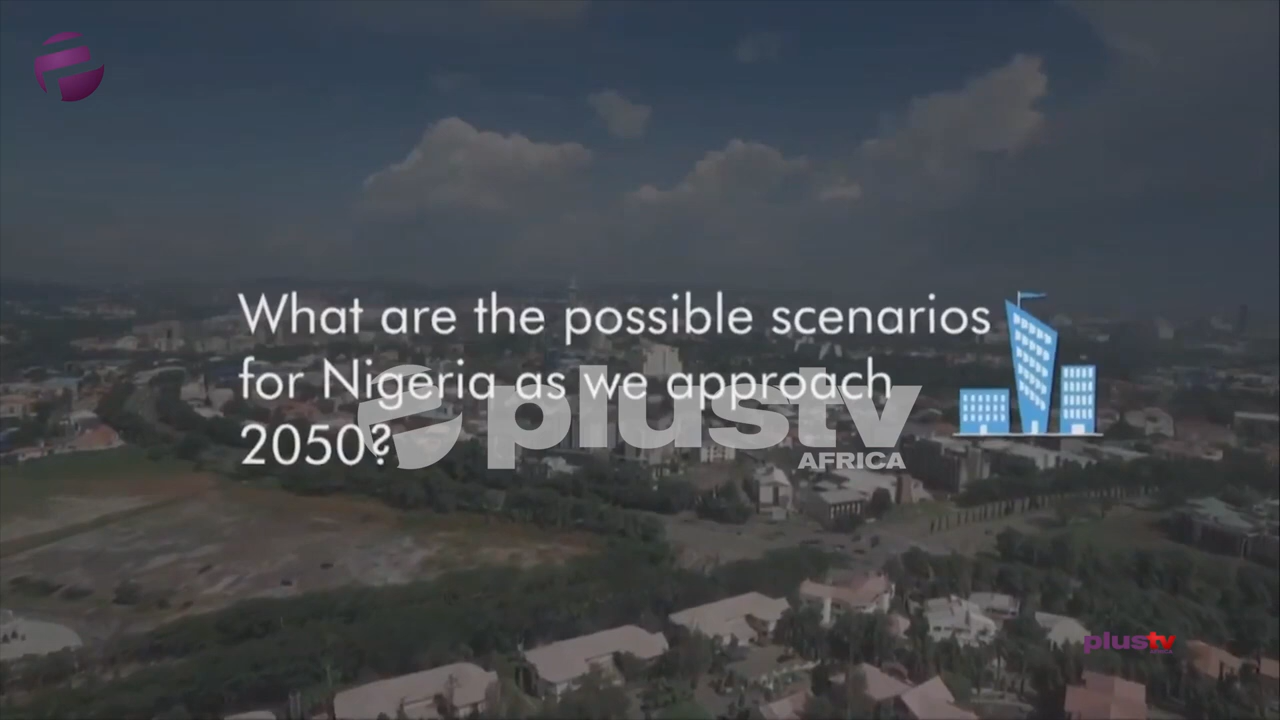 What are the possible scenarios
for Nigeria as we approach
2050?
plustv
AFRICA
plustv